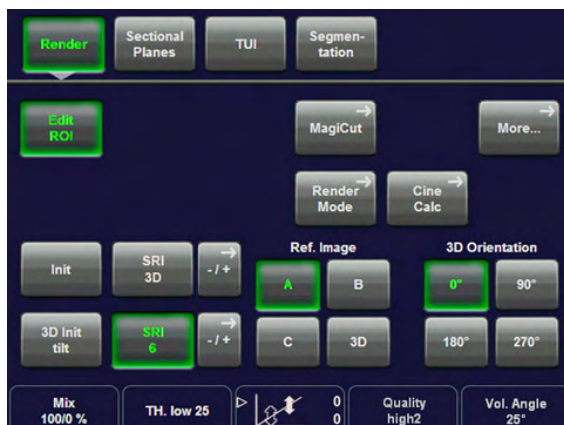 Render
Sectional
Planes
TUI
Segmen-
tation
Edit
ROI
MagiCut
More...
Render
Mode
Cine
Calc
Ref. Image
3D Orientation
Init
SRI
3D
- / +
A
B
0°
90°
3D Init
tilt
SRI
6
- / +
C
3D
180°
270°
Mix
100/0 %
TH. low 25
0
0
Quality
high2
Vol. Angle
25°